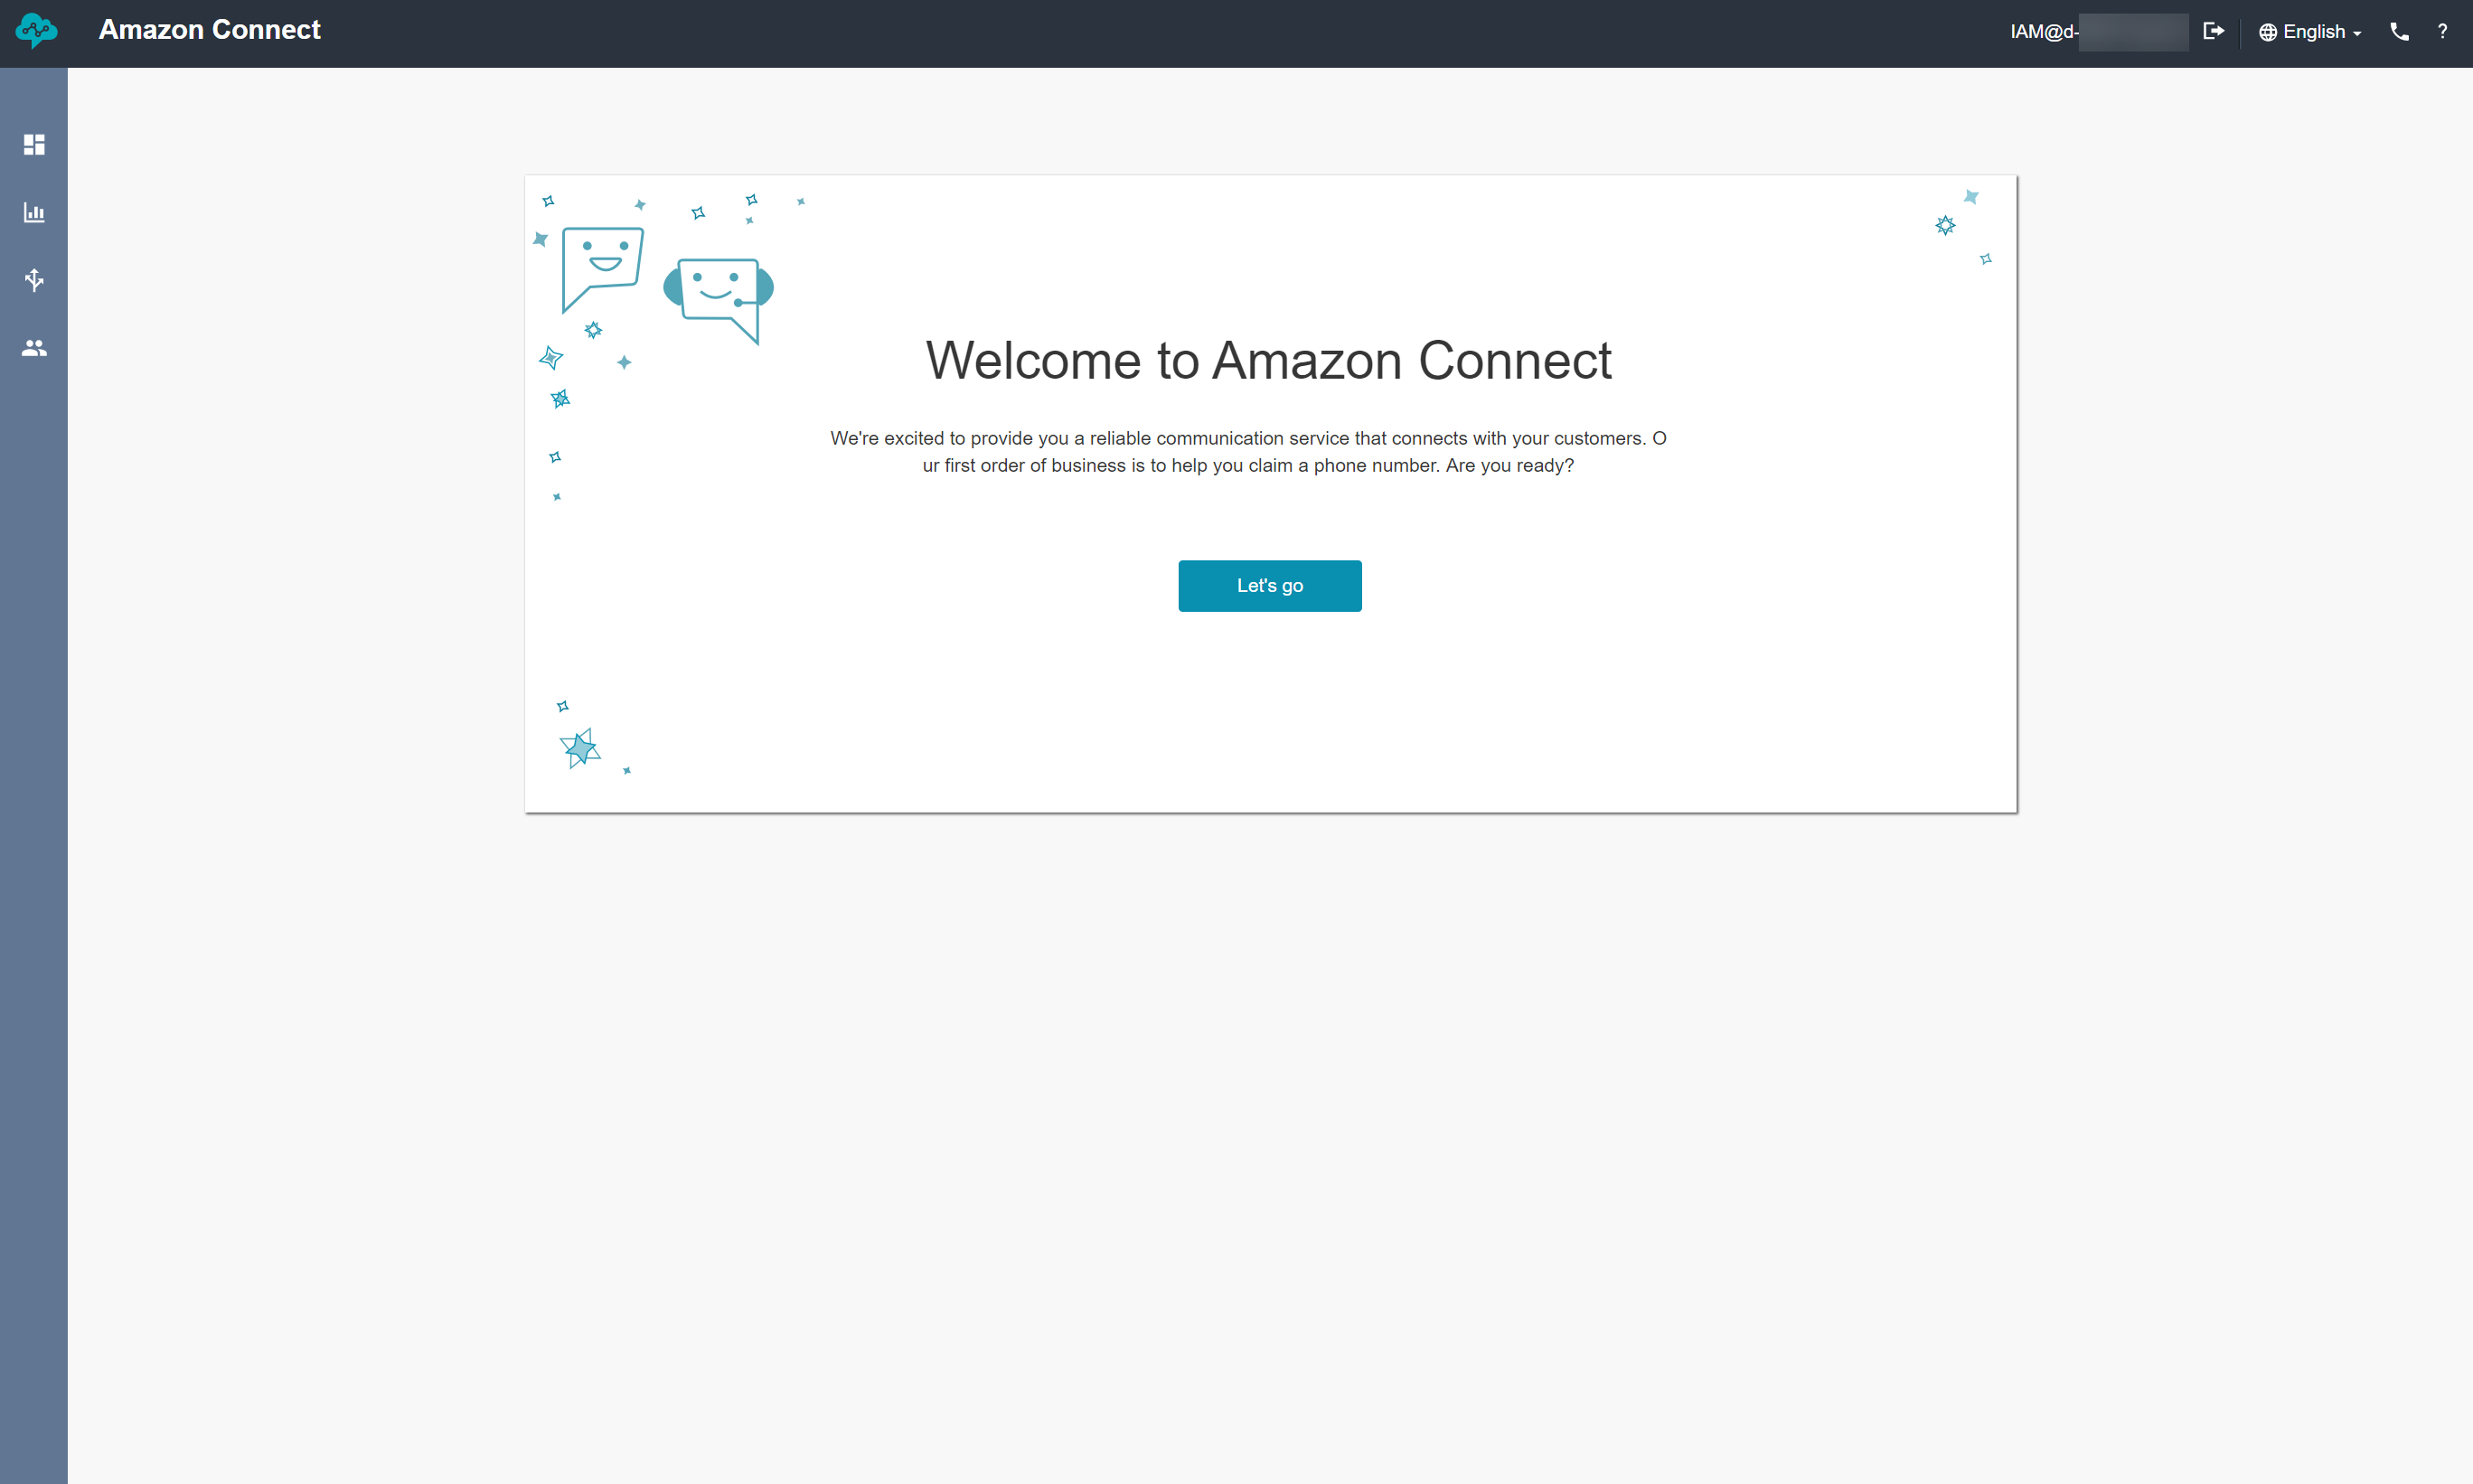 Amazon Connect
IAM@d-
English
?
Welcome to Amazon Connect
We're excited to provide you a reliable communication service that connects with your customers. O
ur first order of business is to help you claim a phone number. Are you ready?
Let's go